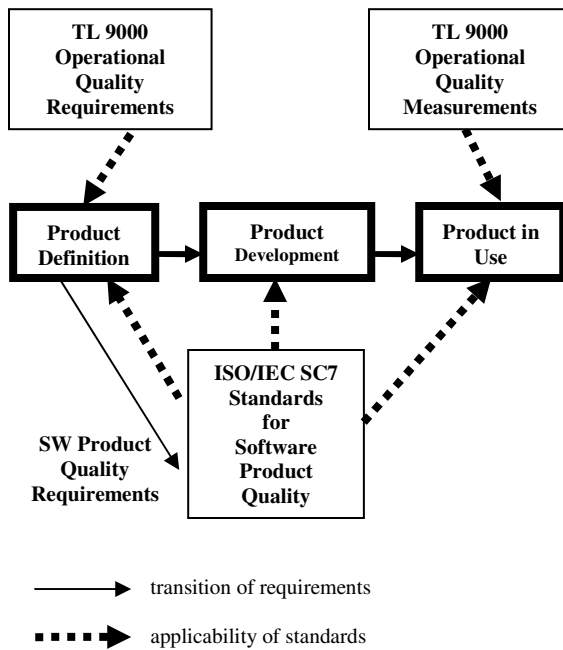 TL 9000
Operational
Quality
Requirements
TL 9000
Operational
Quality
Measurements
Product
Definition
Product
Development
Product in
Use
ISO/IEC SC7
Standards
for
Software
Product
Quality
SW Product
Quality
Requirements
transition of requirements
applicability of standards